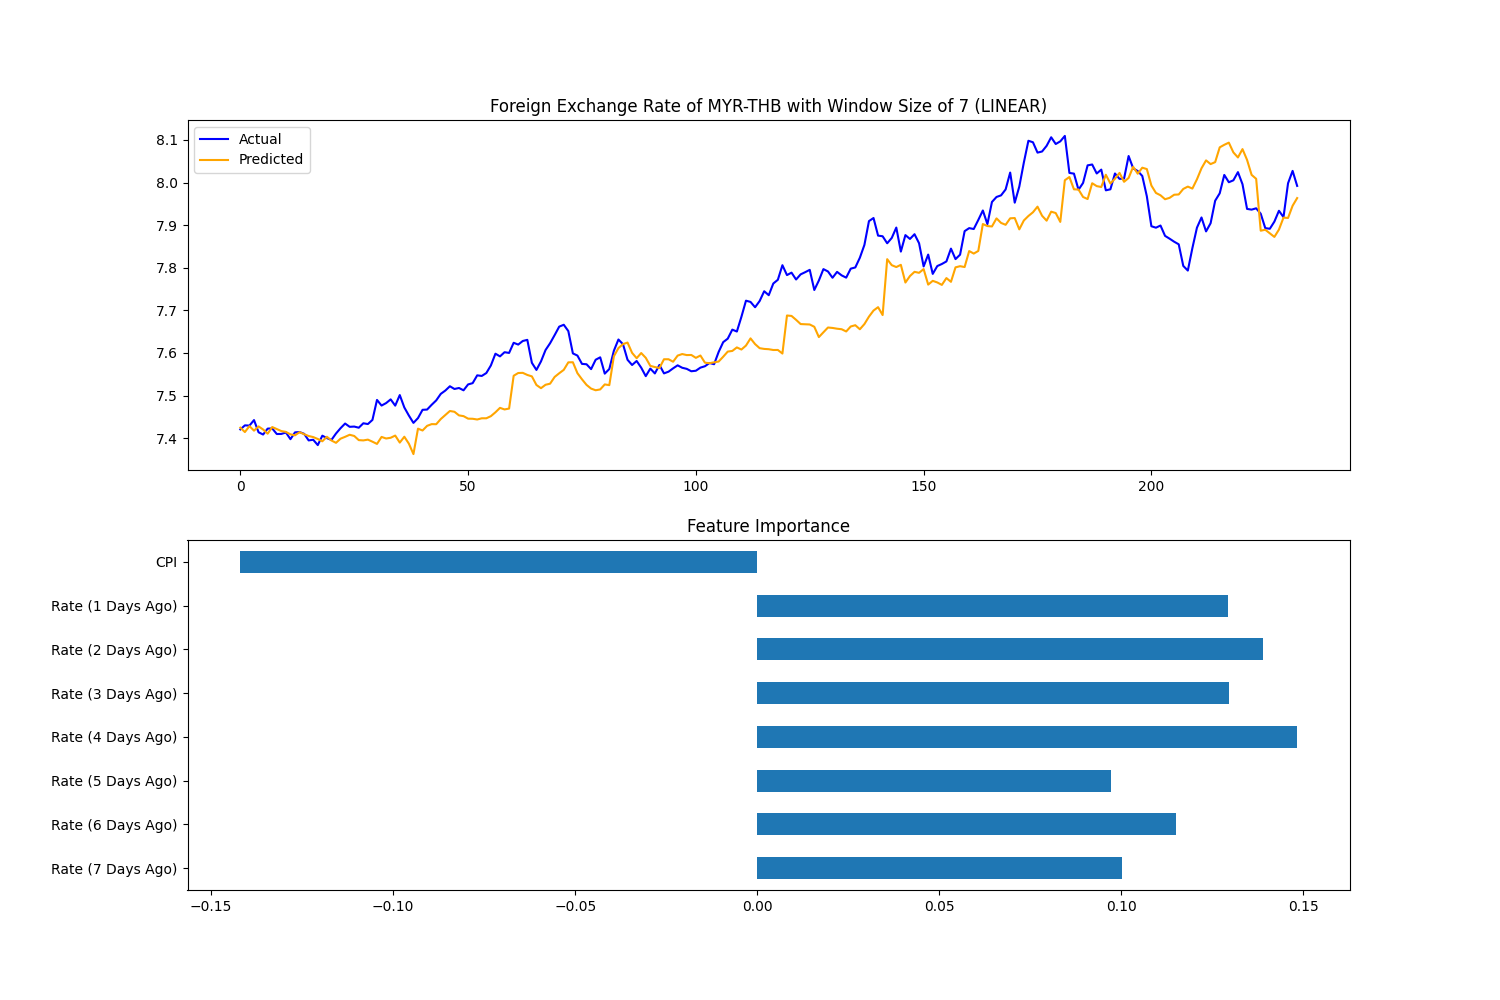 Foreign Exchange Rate of MYR-THB with Window Size of 7 (LINEAR)
Actual
Predicted
8.1
8.0
7.9
7.8
7.7
7.6
7.5
7.4
0 50 100 150 200
Feature Importance
CPI
Rate (1 Days Ago)
Rate (2 Days Ago)
Rate (3 Days Ago)
Rate (4 Days Ago)
Rate (5 Days Ago)
Rate (6 Days Ago)
Rate (7 Days Ago)
−0.15 −0.10 −0.05 0.00 0.05 0.10 0.15